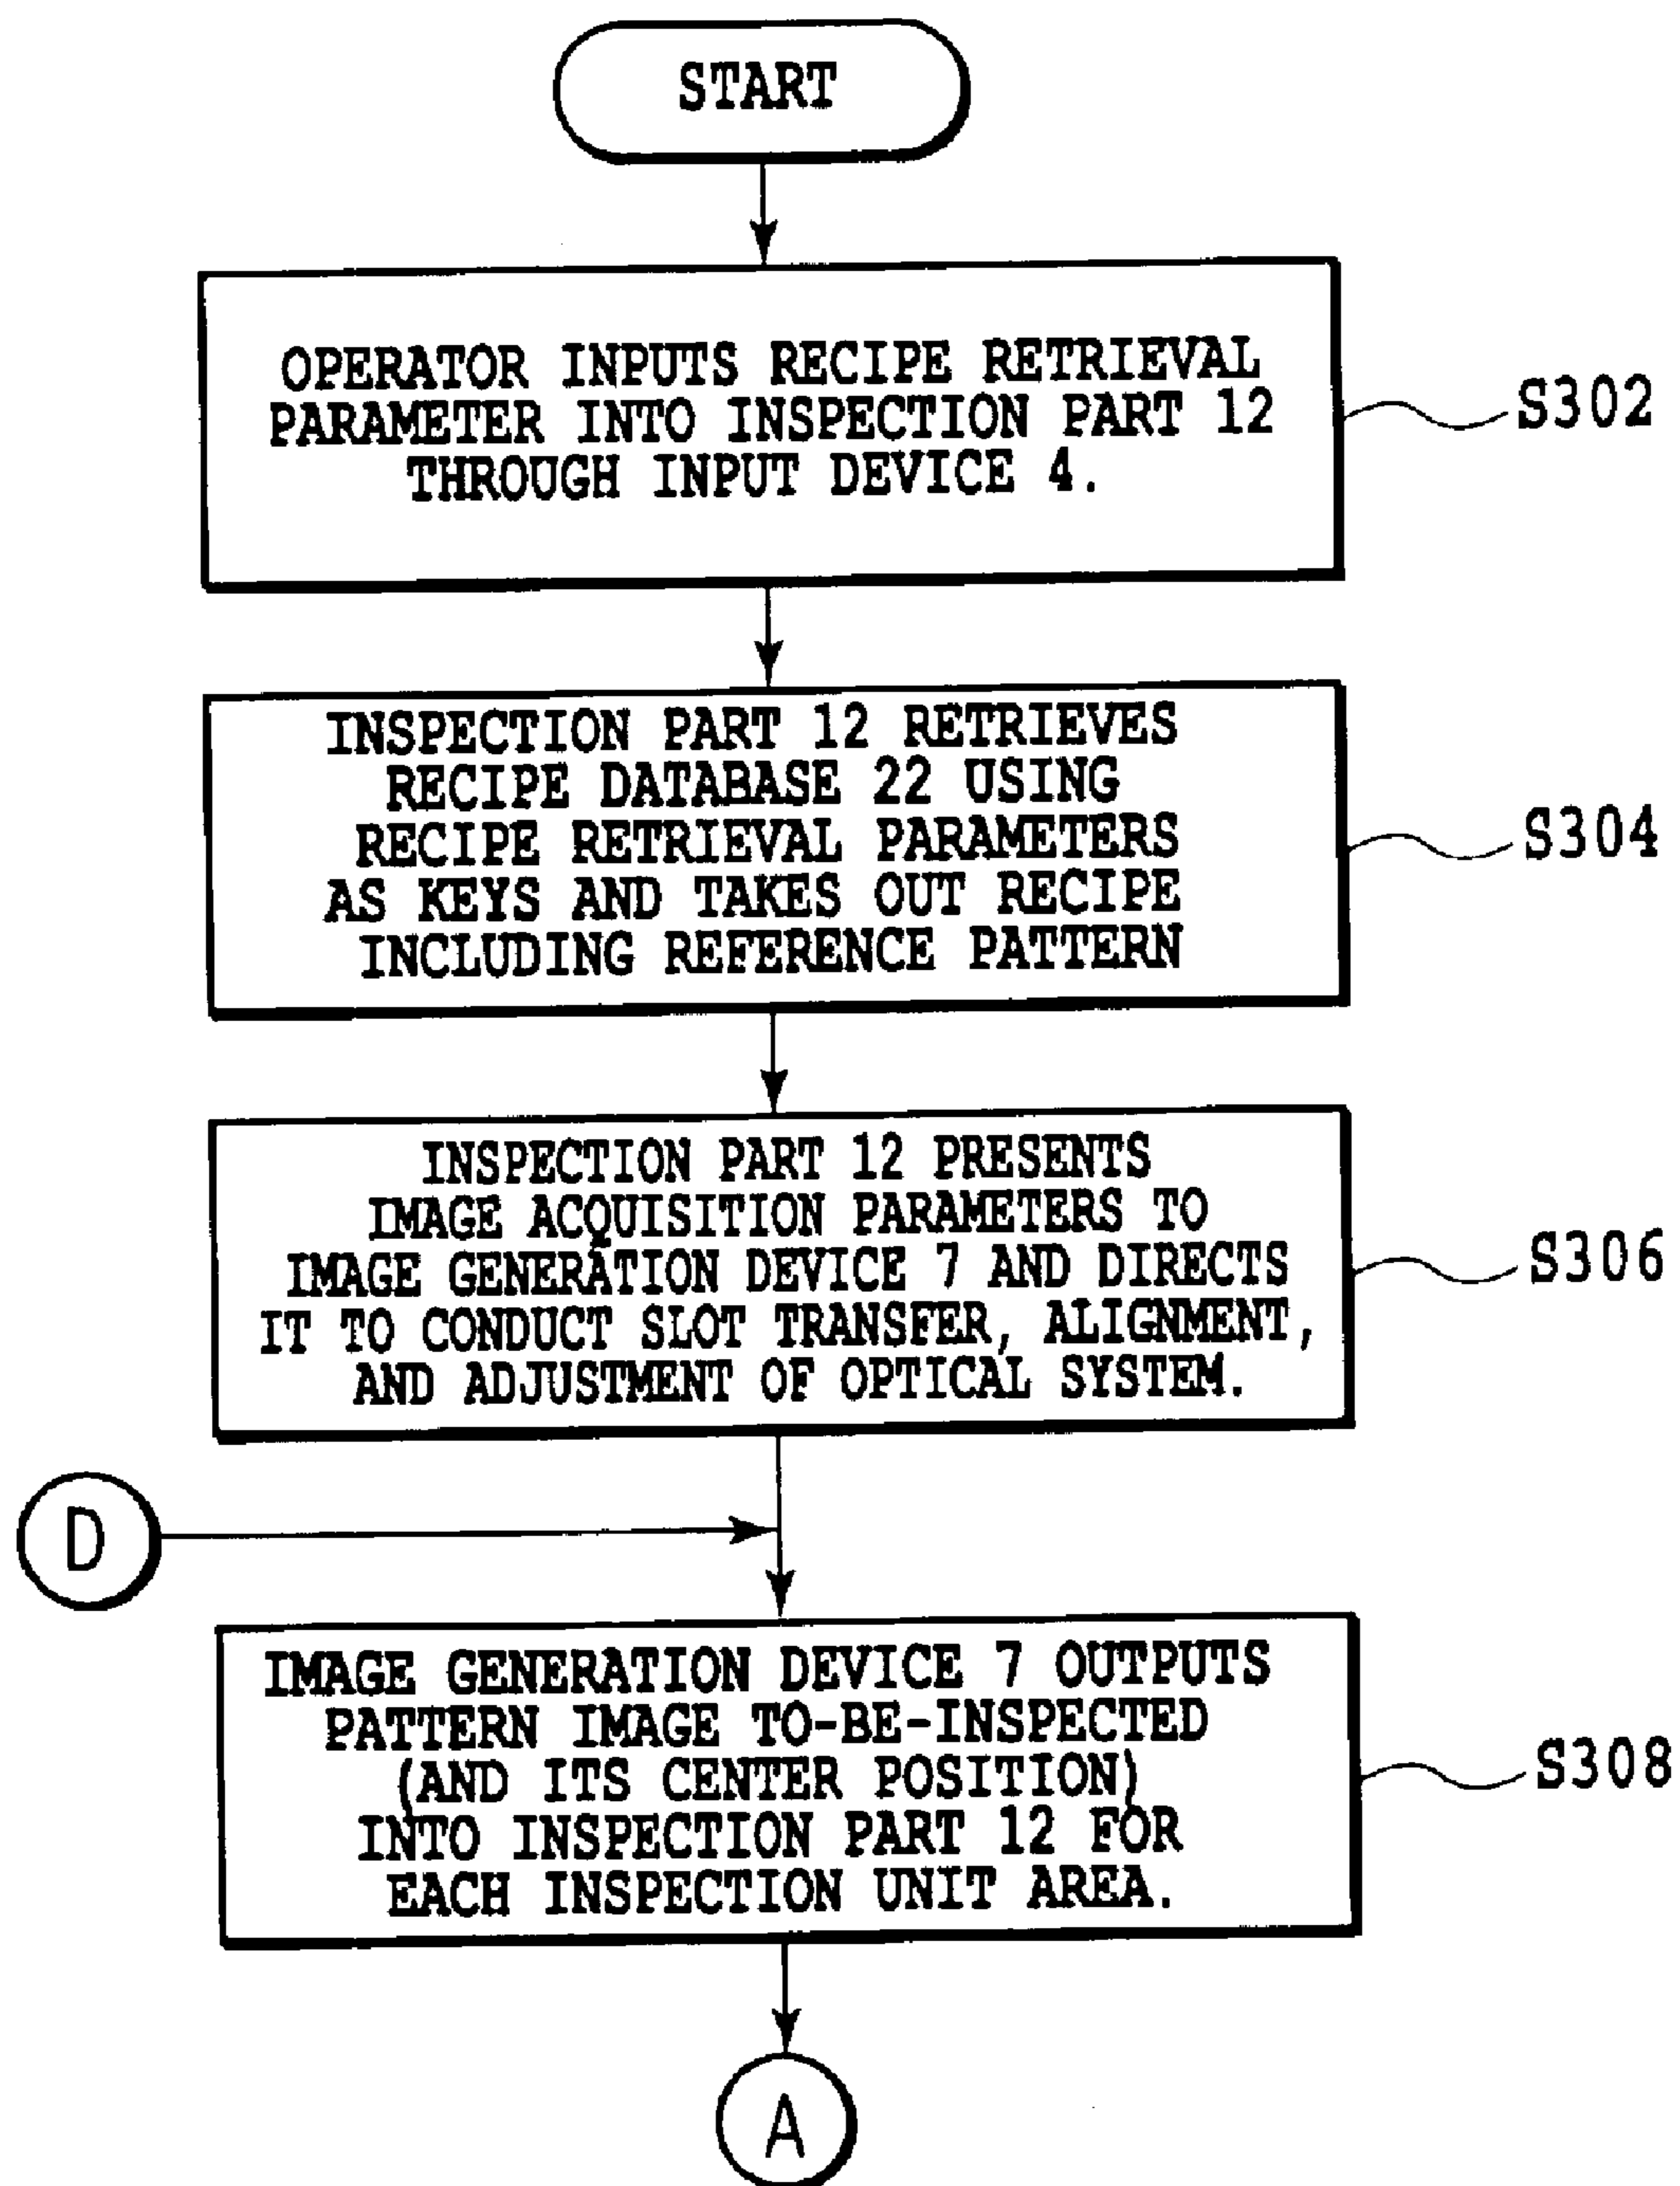 START
OPERATOR INPUTS RECIPE RETRIEVAL
PARAMETER INTO INSPECTION PART 12
THROUGH INPUT DEVICE 4.
S302
INSPECTION PART 12 RETRIEVES
RECIPE DATABASE 22 USING
RECIPE RETRIEVAL PARAMETERS
AS KEYS AND TAKES OUT RECIPE
INCLUDING REFERENCE PATTERN
S304
INSPECTION PART 12 PRESENTS
IMAGE ACQUISITION PARAMETERS TO
IMAGE GENERATION DEVICE 7 AND DIRECTS
IT TO CONDUCT SLOT TRANSFER, ALIGNMENT,
AND ADJUSTMENT OF OPTICAL SYSTEM.
S306
D
IMAGE GENERATION DEVICE 7 OUTPUTS
PATTERN IMAGE TO-BE-INSPECTED
(AND ITS CENTER POSITION)
INTO INSPECTION PART 12 FOR
EACH INSPECTION UNIT AREA.
S308
A